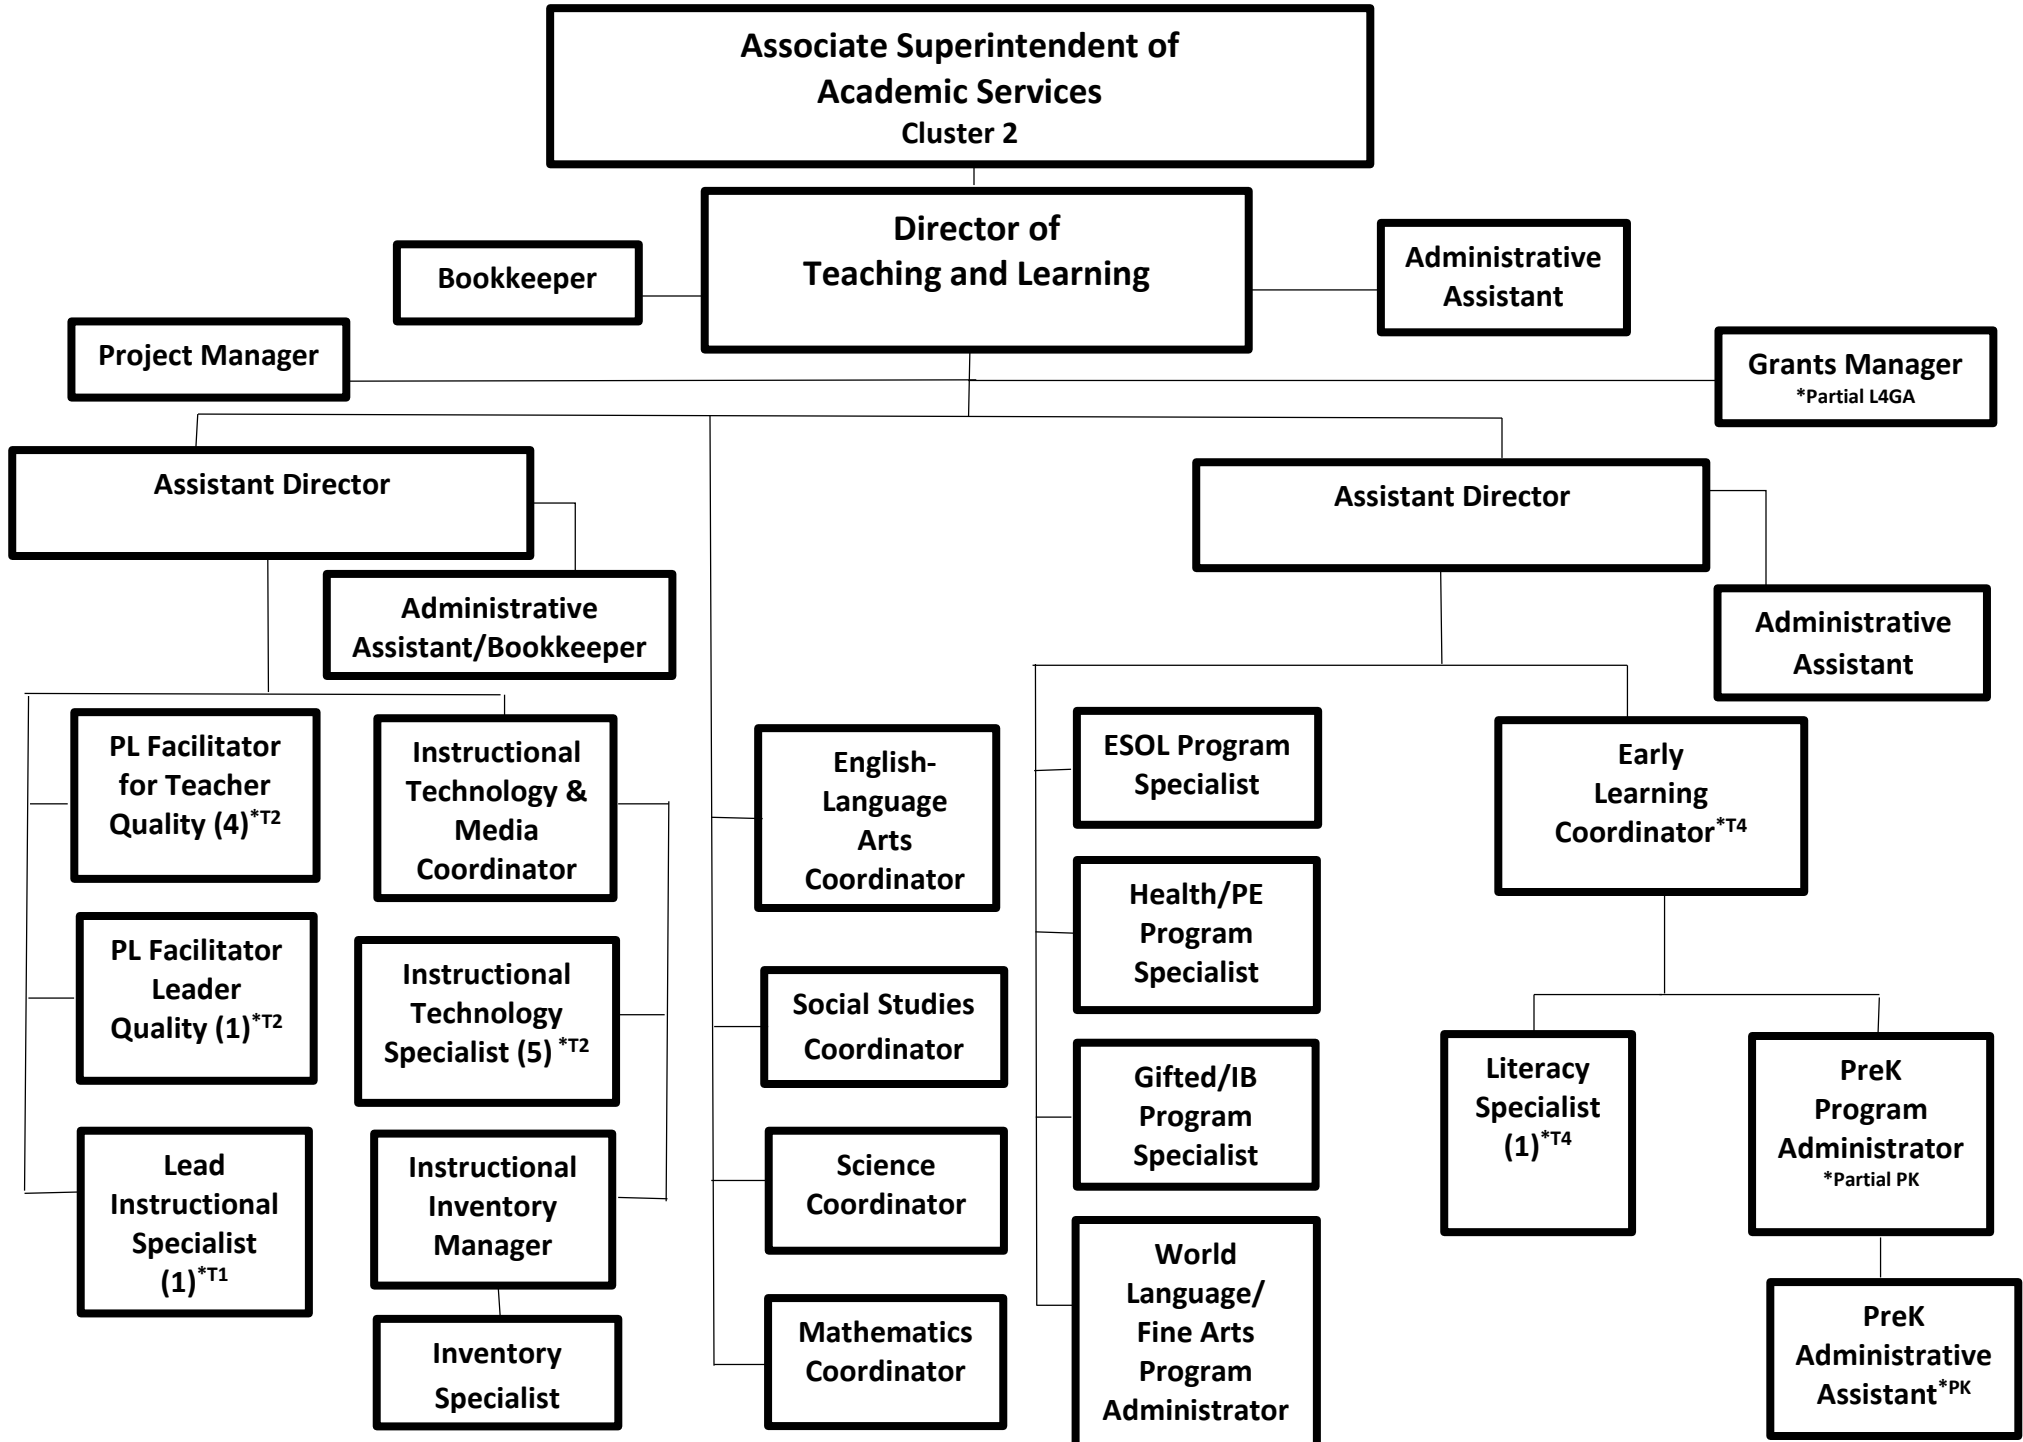 Associate Superintendent of
Academic Services
Cluster 2
Director of
Teaching and Learning
Bookkeeper
Administrative
Assistant
Project Manager
Grants Manager
*Partial L4GA
Assistant Director
Administrative
Assistant/Bookkeeper
Assistant Director
Administrative
Assistant
PL Facilitator
for Teacher
Quality (4)*T2
PL Facilitator
Leader
Quality (1)*T2
Lead
Instructional
Specialist
(1)*T1
Instructional
Technology &
Media
Coordinator
Instructional
Technology
Specialist (5) *T2
Instructional
Inventory
Manager
Inventory
Specialist
English-
Language
Arts
Coordinator
Social Studies
Coordinator
Science
Coordinator
Mathematics
Coordinator
ESOL Program
Specialist
Health/PE
Program
Specialist
Gifted/IB
Program
Specialist
World
Language/
Fine Arts
Program
Administrator
Early
Learning
Coordinator*T4
Literacy
Specialist
(1)*T4
PreK
Program
Administrator
*Partial PK
PreK
Administrative
Assistant*PK